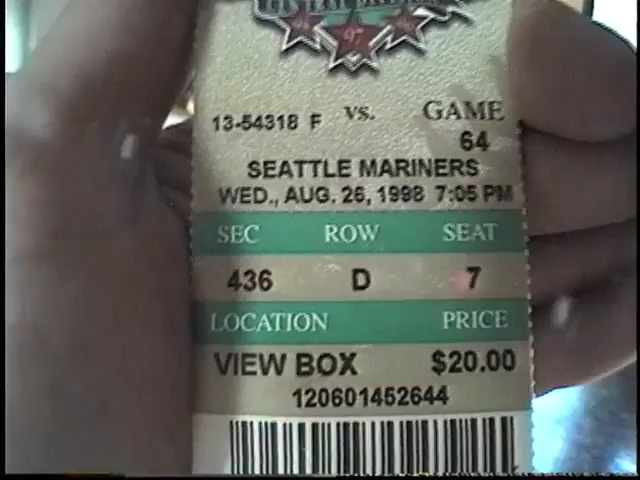 97
13-54318 F vs. GAME
64
SEATTLE MARINERS
WED., AUG. 26, 1998 7:05 PM
SEC ROW SEAT
436 D 7
LOCATION PRICE
VIEW BOX $20.00
120601452644